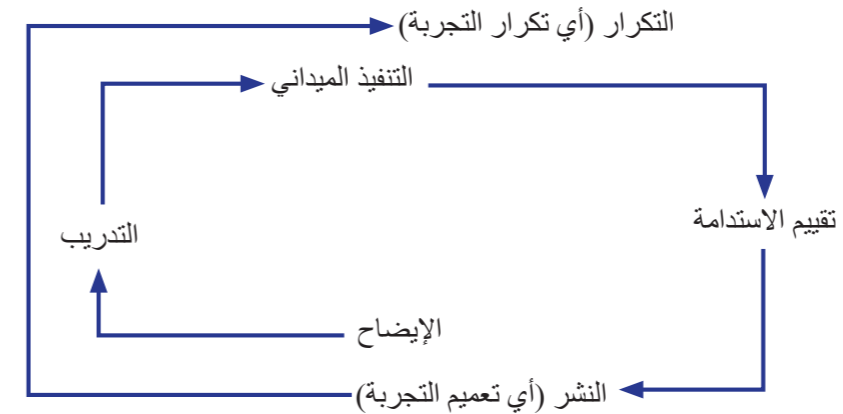 التكرار (أي تكرار التجربة)
التنفيذ الميداني
تقييم الاستدامة
التدريب
الإيضاح
النشر (أي تعميم التجربة)